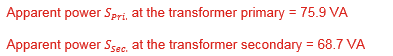 Apparent power S_Pri. at the transformer primary = 75.9 VA
Apparent power S_Sec. at the transformer secondary = 68.7 VA